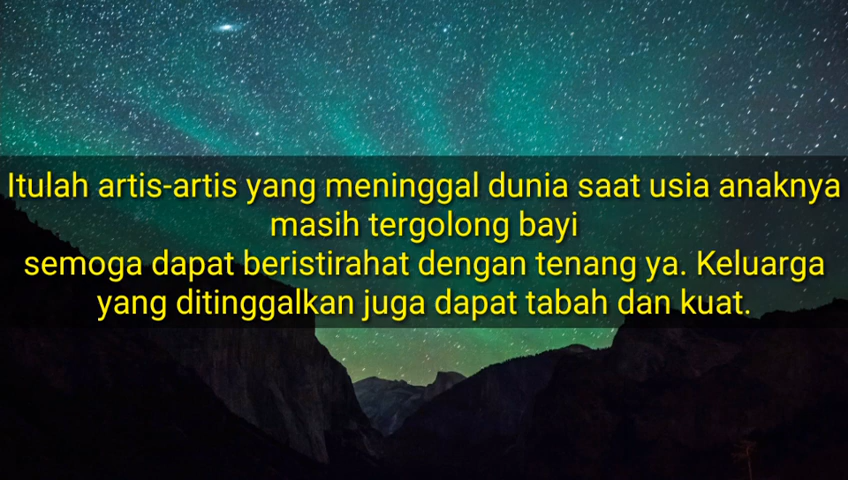 Itulah artis-artis yang meninggal dunia saat usia anaknya
masih tergolong bayi
semoga dapat beristirahat dengan tenang ya. Keluarga
yang ditinggalkan juga dapat tabah dan kuat.